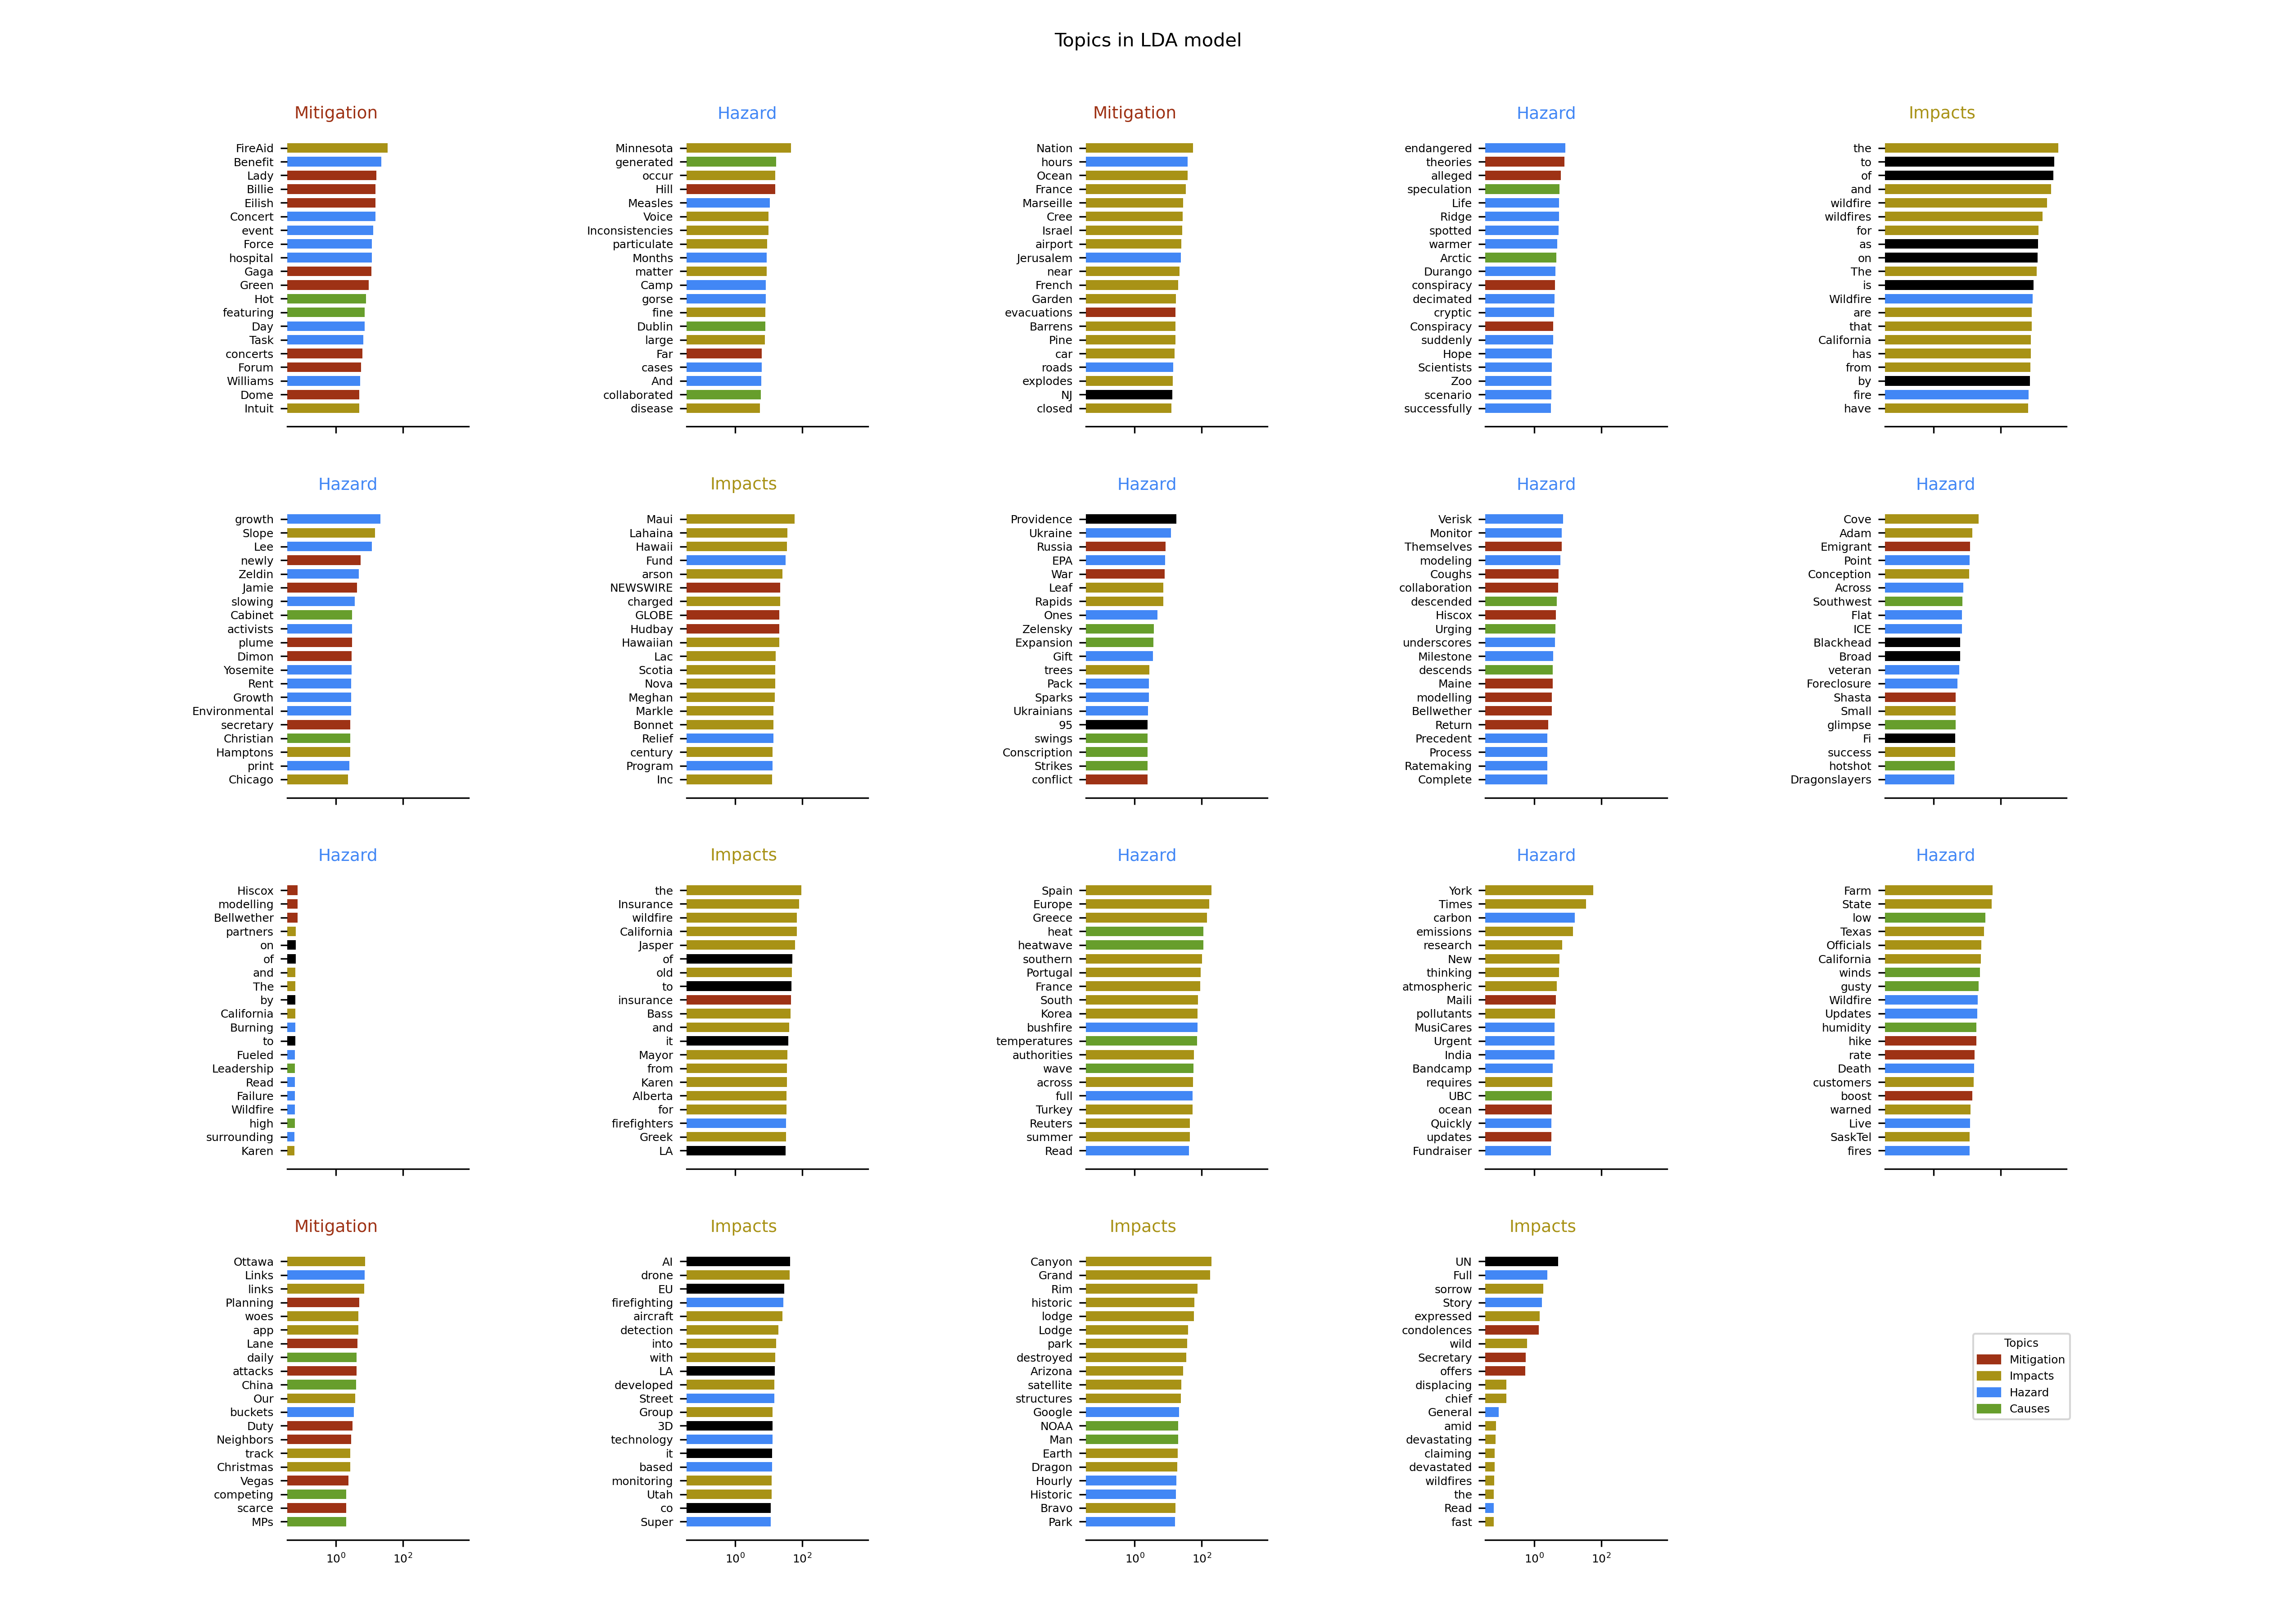 Topics in LDA model
Mitigation
FireAid
Benefit
Lady
Billie
Eilish
Concert
event
Force
hospital
Gaga
Green
Hot
featuring
Day
Task
concerts
Forum
Williams
Dome
Intuit
Hazard
Minnesota
generated
occur
Hill
Measles
Voice
Inconsistencies
particulate
Months
matter
Camp
gorse
fine
Dublin
large
Far
cases
And
collaborated
disease
Mitigation
Nation
hours
Ocean
France
Marseille
Cree
Israel
airport
Jerusalem
near
French
Garden
evacuations
Barrens
Pine
car
roads
explodes
NJ
closed
Hazard
endangered
theories
alleged
speculation
Life
Ridge
spotted
warmer
Arctic
Durango
conspiracy
decimated
cryptic
Conspiracy
suddenly
Hope
Scientists
Zoo
scenario
successfully
Impacts
the
to
of
and
wildfire
wildfires
for
as
on
The
is
Wildfire
are
that
California
has
from
by
fire
have
Hazard
growth
Slope
Lee
newly
Zeldin
Jamie
slowing
Cabinet
activists
plume
Dimon
Yosemite
Rent
Growth
Environmental
secretary
Christian
Hamptons
print
Chicago
Impacts
Maui
Lahaina
Hawaii
Fund
arson
NEWSWIRE
charged
GLOBE
Hudbay
Hawaiian
Lac
Scotia
Nova
Meghan
Markle
Bonnet
Relief
century
Program
Inc
Hazard
Providence
Ukraine
Russia
EPA
War
Leaf
Rapids
Ones
Zelensky
Expansion
Gift
trees
Pack
Sparks
Ukrainians
95
swings
Conscription
Strikes
conflict
Hazard
Verisk
Monitor
Themselves
modeling
Coughs
collaboration
descended
Hiscox
Urging
underscores
Milestone
descends
Maine
modelling
Bellwether
Return
Precedent
Process
Ratemaking
Complete
Hazard
Cove
Adam
Emigrant
Point
Conception
Across
Southwest
Flat
ICE
Blackhead
Broad
veteran
Foreclosure
Shasta
Small
glimpse
Fi
success
hotshot
Dragonslayers
Hazard
Hiscox
modelling
Bellwether
partners
on
of
and
The
by
California
Burning
to
Fueled
Leadership
Read
Failure
Wildfire
high
surrounding
Karen
Impacts
the
Insurance
wildfire
California
Jasper
of
old
to
insurance
Bass
and
it
Mayor
from
Karen
Alberta
for
firefighters
Greek
LA
Hazard
Spain
Europe
Greece
heat
heatwave
southern
Portugal
France
South
Korea
bushfire
temperatures
authorities
wave
across
full
Turkey
Reuters
summer
Read
Hazard
York
Times
carbon
emissions
research
New
thinking
atmospheric
Maili
pollutants
MusiCares
Urgent
India
Bandcamp
requires
UBC
ocean
Quickly
updates
Fundraiser
Hazard
Farm
State
low
Texas
Officials
California
winds
gusty
Wildfire
Updates
humidity
hike
rate
Death
customers
boost
warned
Live
SaskTel
fires
Mitigation
Ottawa
Links
links
Planning
woes
app
Lane
daily
attacks
China
Our
buckets
Duty
Neighbors
track
Christmas
Vegas
competing
scarce
MPs
10⁰ 10²
Impacts
AI
drone
EU
firefighting
aircraft
detection
into
with
LA
developed
Street
Group
3D
technology
it
based
monitoring
Utah
co
Super
10⁰ 10²
Impacts
Canyon
Grand
Rim
historic
lodge
Lodge
park
destroyed
Arizona
satellite
structures
Google
NOAA
Man
Earth
Dragon
Hourly
Historic
Bravo
Park
10⁰ 10²
Impacts
UN
Full
sorrow
Story
expressed
condolences
wild
Secretary
offers
displacing
chief
General
amid
devastating
claiming
devastated
wildfires
the
Read
fast
10⁰ 10²
Topics
Mitigation
Impacts
Hazard
Causes